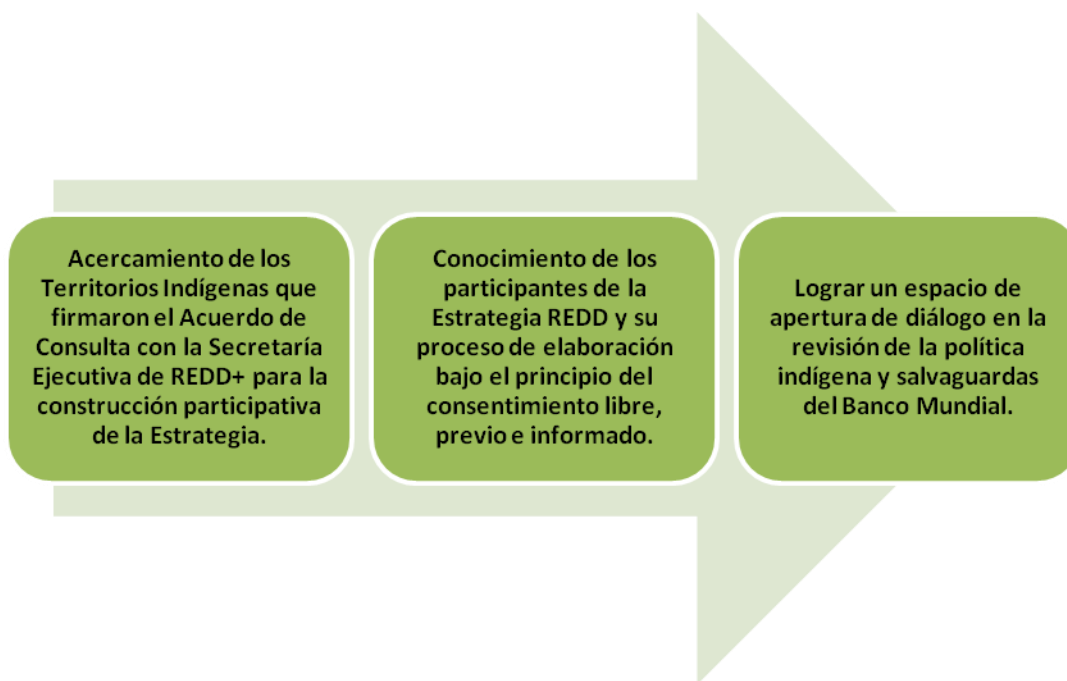 Acercamiento de los
Territorios Indígenas que
firmaron el Acuerdo de
Consulta con la Secretaría
Ejecutiva de REDD+ para la
construcción participativa
de la Estrategia.
Conocimiento de los
participantes de la
Estrategia REDD y su
proceso de elaboración
bajo el principio del
consentimiento libre,
previo e informado.
Lograr un espacio de
apertura de diálogo en la
revisión de la política
indígena y salvaguardas
del Banco Mundial.